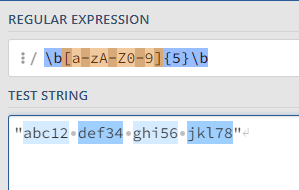 REGULAR EXPRESSION
/ \b[a-zA-Z0-9]{5}\b
TEST STRING
"abc12·def34·ghi56·jkl78"↵